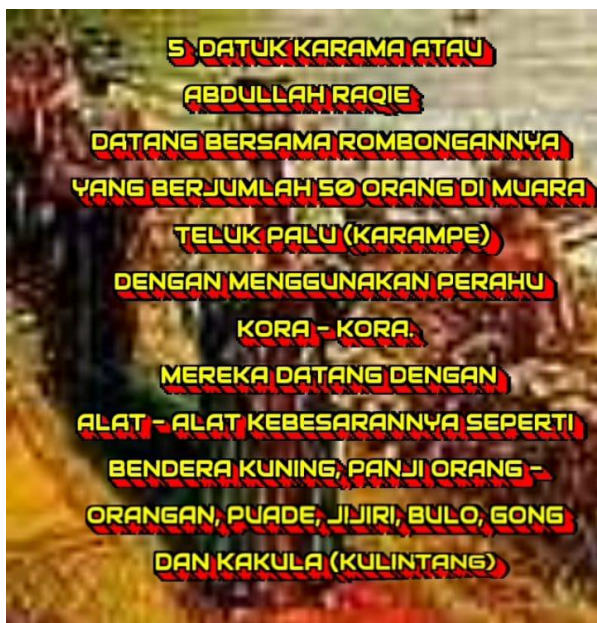 5 .DATUK KARAMA ATAU
ABDULLAH RAQIE
DATANG BERSAMA ROMBONGANNYA
YANG BERJUMLAH 50 ORANG DI MUARA
TELUK PALU (KARAMPE)
DENGAN MENGGUNAKAN PERAHU
KORA - KORA.
MEREKA DATANG DENGAN
ALAT - ALAT KEBESARANNYA SEPERTI
BENDERA KUNING, PANJI ORANG -
ORANGAN, PUADE, JIJIRI, BULO, GONG
DAN KAKULA (KULINTANG)